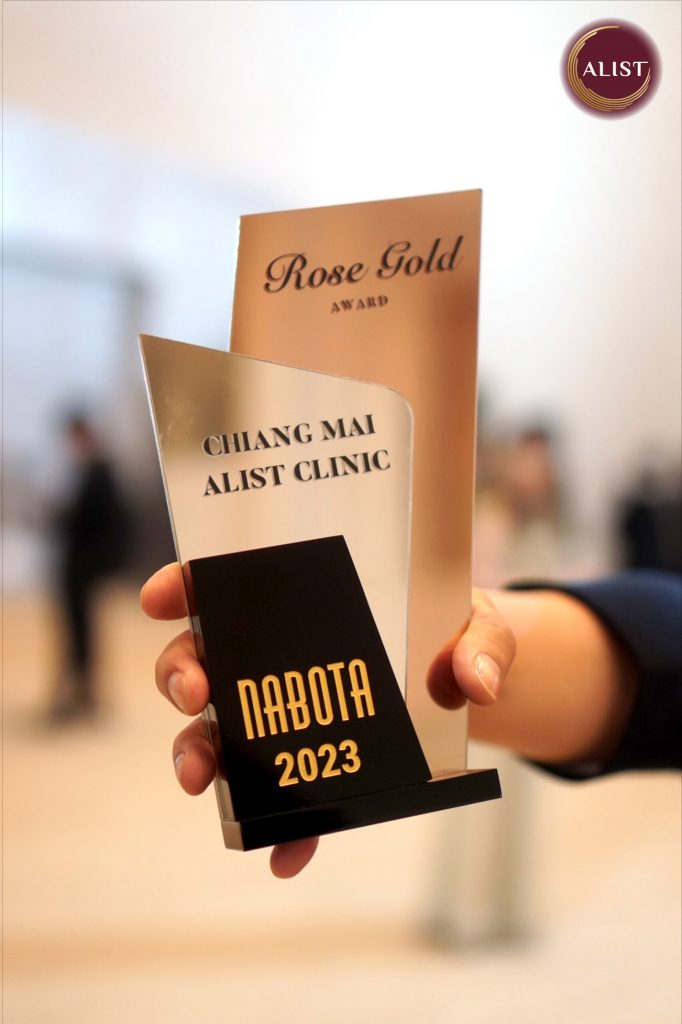 ALIST
Rose Gold
AWARD
CHIANG MAI
ALIST CLINIC
NABOTA
2023